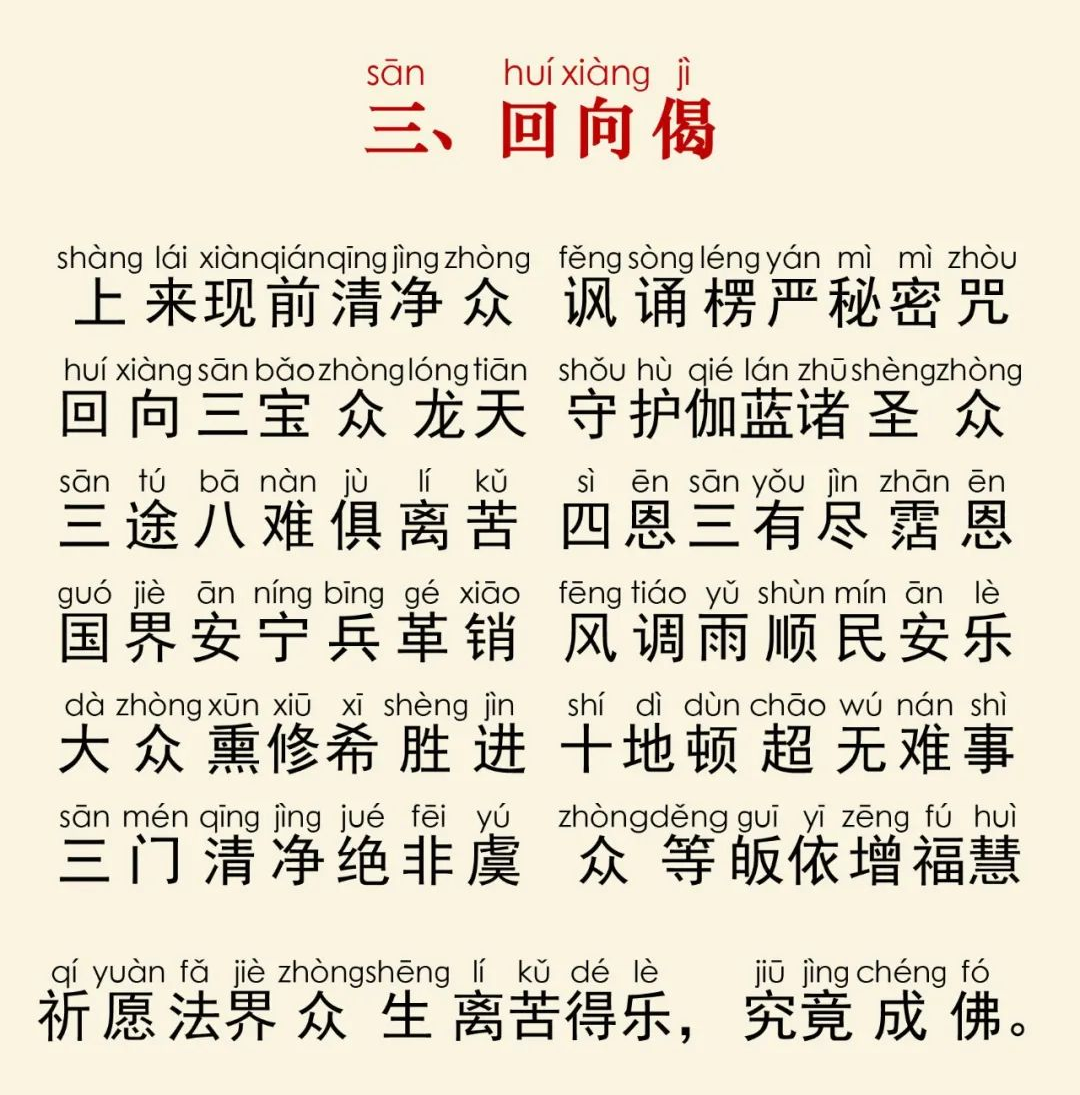 sān huí xiàng jì
三、回向偈
shàng lái xiàn qián qīng jìng zhòng fěng sòng léng yán mì mì zhòu
上来现前清净众 讽诵楞严秘密咒
huí xiàng sān bǎo zhòng lóng tiān shǒu hù qié lán zhū shèng zhòng
回向三宝众龙天 守护伽蓝诸圣众
sān tú bā nàn jù lí kǔ sì ēn sān yǒu jìn zhān ēn
三途八难俱离苦 四恩三有尽霑恩
guó jiè ān níng bīng gé xiāo fēng tiáo yǔ shùn mín ān lè
国界安宁兵革销 风调雨顺民安乐
dà zhòng xūn xiū xī shèng jìn shí dì dùn chāo wú nán shì
大众熏修希胜进 十地顿超无难事
sān mén qīng jìng jué fēi yú zhòng děng guī yī zēng fú huì
三门清净绝非虞 众等皈依增福慧
qí yuàn fǎ jiè zhòng shēng lí kǔ dé lè jiū jìng chéng fó
祈愿法界众生离苦得乐，究竟成佛。